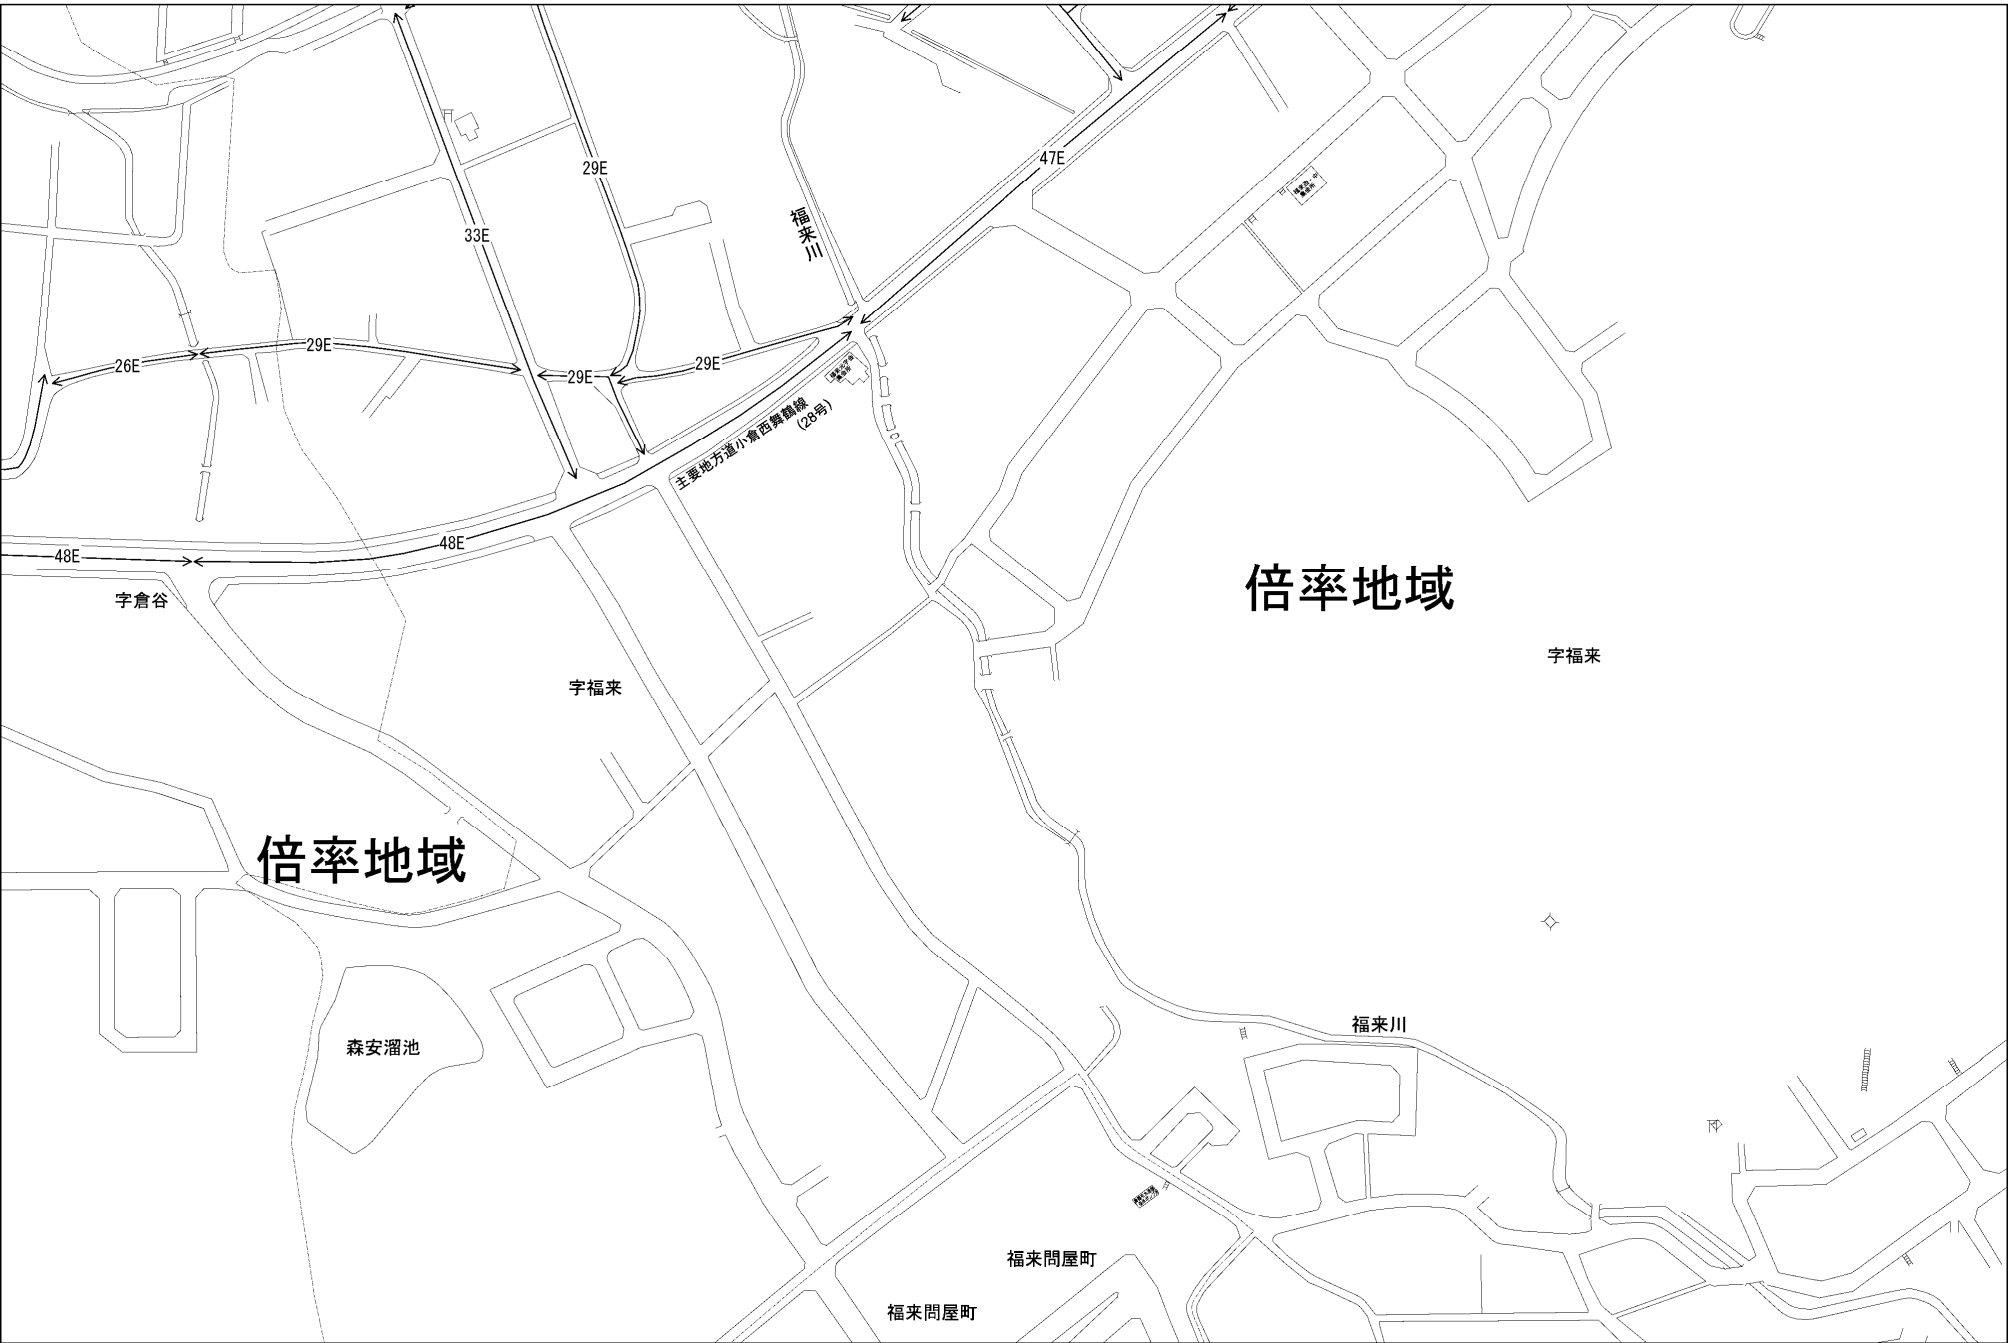 47E
29E
33E
福来川
29E
26E
29E
29E
主要地方道小倉西舞鶴線
(28号)
48E
48E
倍率地域
字倉谷
字福来
字福来
倍率地域
福来川
森安溜池
福来問屋町
福来問屋町